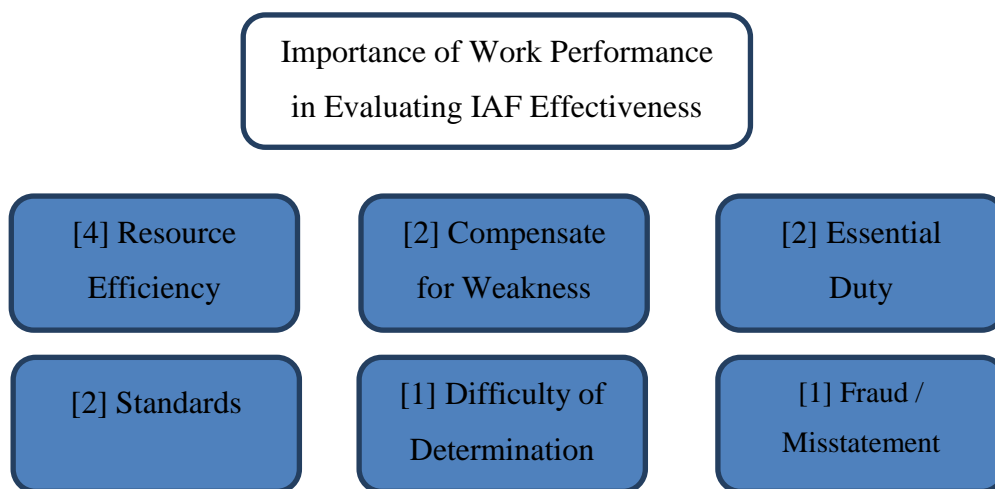 Importance of Work Performance
in Evaluating IAF Effectiveness
[4] Resource
Efficiency
[2] Compensate
for Weakness
[2] Essential
Duty
[2] Standards
[1] Difficulty of
Determination
[1] Fraud /
Misstatement